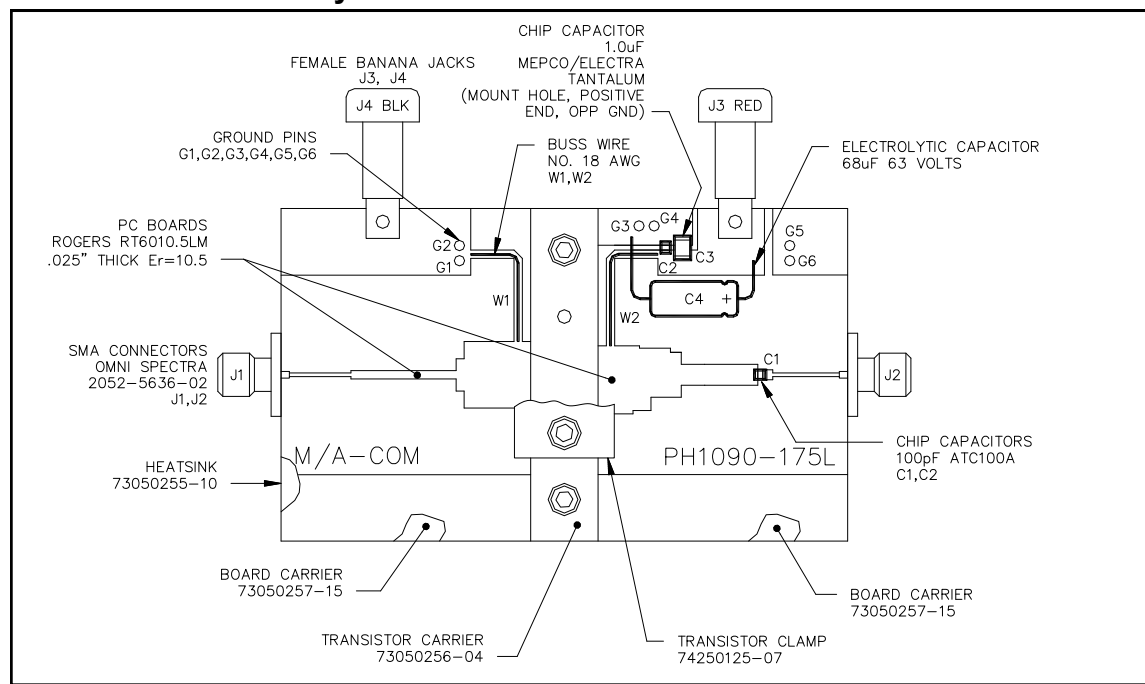 CHIP CAPACITOR
1.0uF
MEPCO/ELECTRA
TANTALUM
(MOUNT HOLE, POSITIVE
END, OPP GND)
FEMALE BANANA JACKS
J3, J4
J4 BLK
J3 RED
GROUND PINS
G1,G2,G3,G4,G5,G6
BUSS WIRE
NO. 18 AWG
W1,W2
ELECTROLYTIC CAPACITOR
68uF 63 VOLTS
PC BOARDS
ROGERS RT6010.5LM
.025" THICK Er=10.5
G2
G1
G3
G4
G5
G6
C2
C3
C4
+
W1
W2
SMA CONNECTORS
OMNI SPECTRA
2052-5636-02
J1,J2
J1
C1
J2
M/A-COM
PH1090-175L
CHIP CAPACITORS
100pF ATC100A
C1,C2
HEATSINK
73050255-10
BOARD CARRIER
73050257-15
BOARD CARRIER
73050257-15
TRANSISTOR CARRIER
73050256-04
TRANSISTOR CLAMP
74250125-07